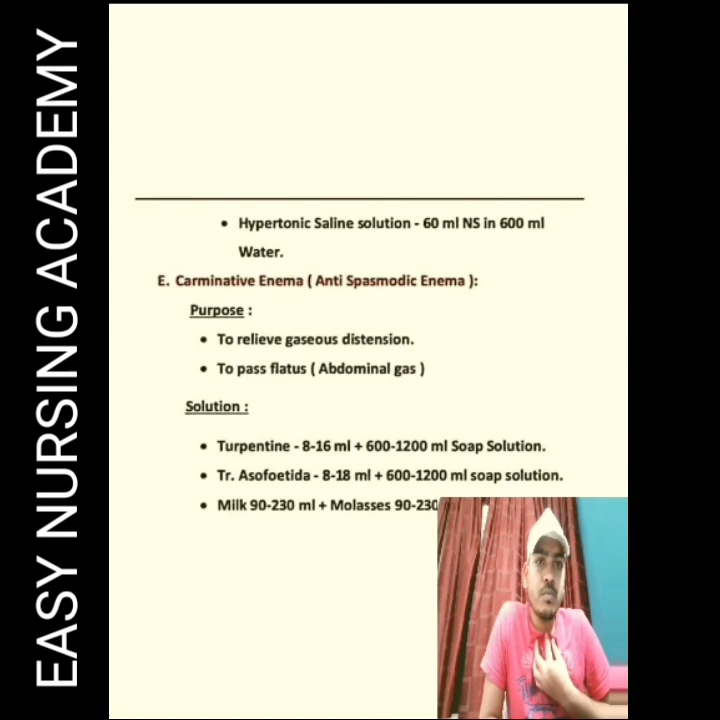 EASY NURSING ACADEMY
• Hypertonic Saline solution - 60 ml NS in 600 ml
Water.
E. Carminative Enema ( Anti Spasmodic Enema ):
Purpose :
• To relieve gaseous distension.
• To pass flatus ( Abdominal gas )
Solution :
• Turpentine - 8-16 ml + 600-1200 ml Soap Solution.
• Tr. Asofoetida - 8-18 ml + 600-1200 ml soap solution.
• Milk 90-230 ml + Molasses 90-230